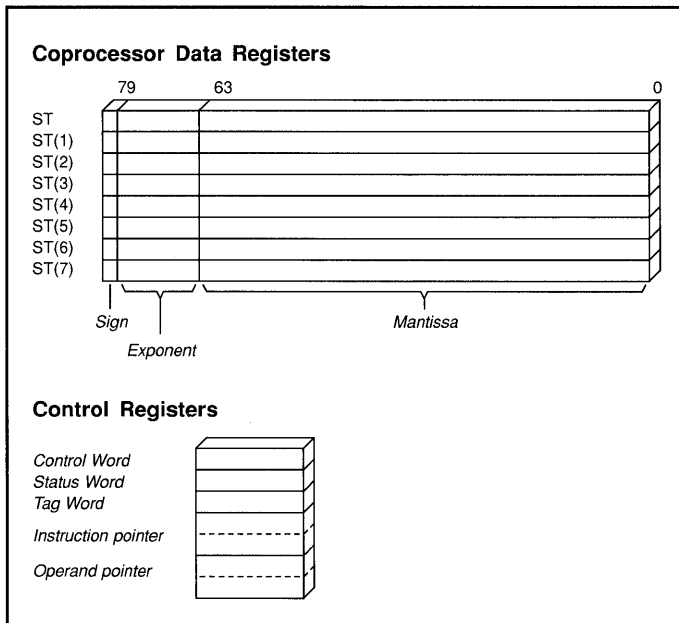 Coprocessor Data Registers
79 63 0
ST
ST(1)
ST(2)
ST(3)
ST(4)
ST(5)
ST(6)
ST(7)
Sign
Exponent
Mantissa
Control Registers
Control Word
Status Word
Tag Word
Instruction pointer
Operand pointer